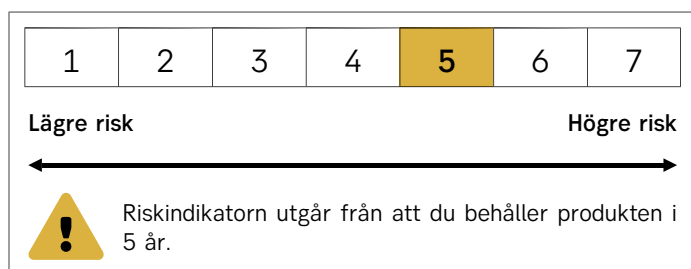 1 2 3 4 5 6 7
Lägre risk Högre risk
Riskindikatorn utgår från att du behåller produkten i
5 år.